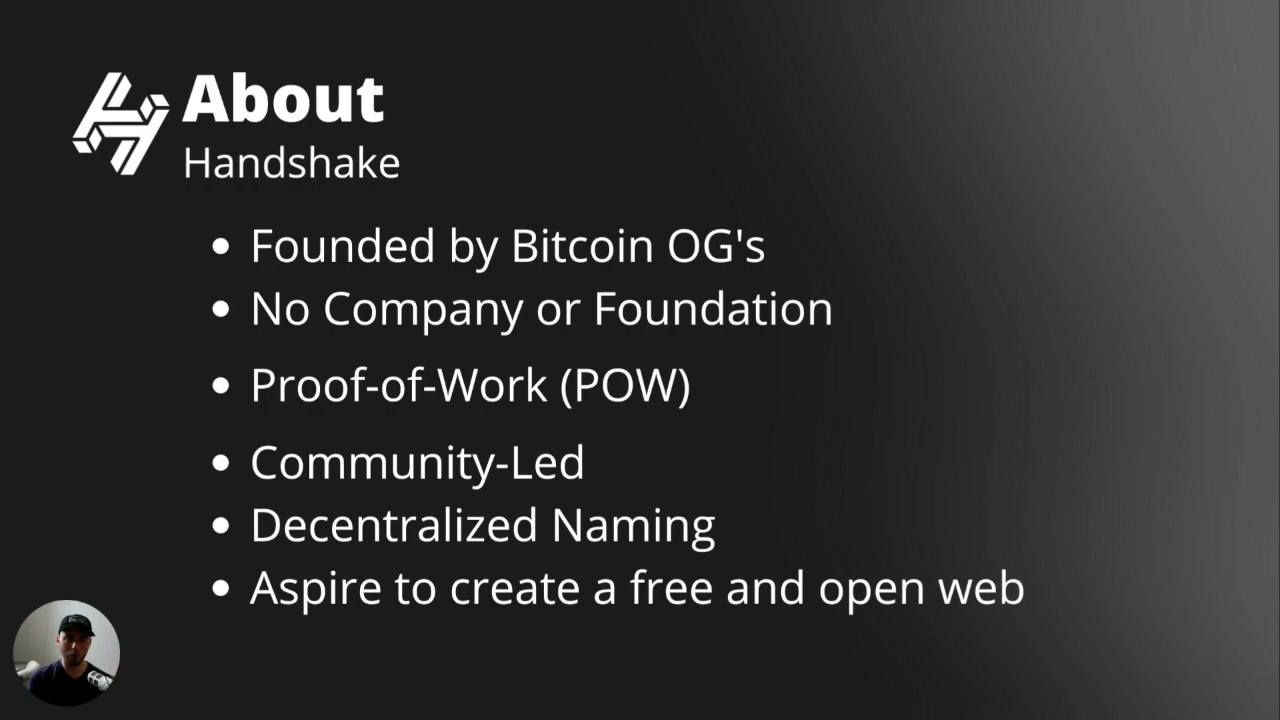 About
Handshake
Founded by Bitcoin OG's
No Company or Foundation
Proof-of-Work (POW)
Community-Led
Decentralized Naming
Aspire to create a free and open web